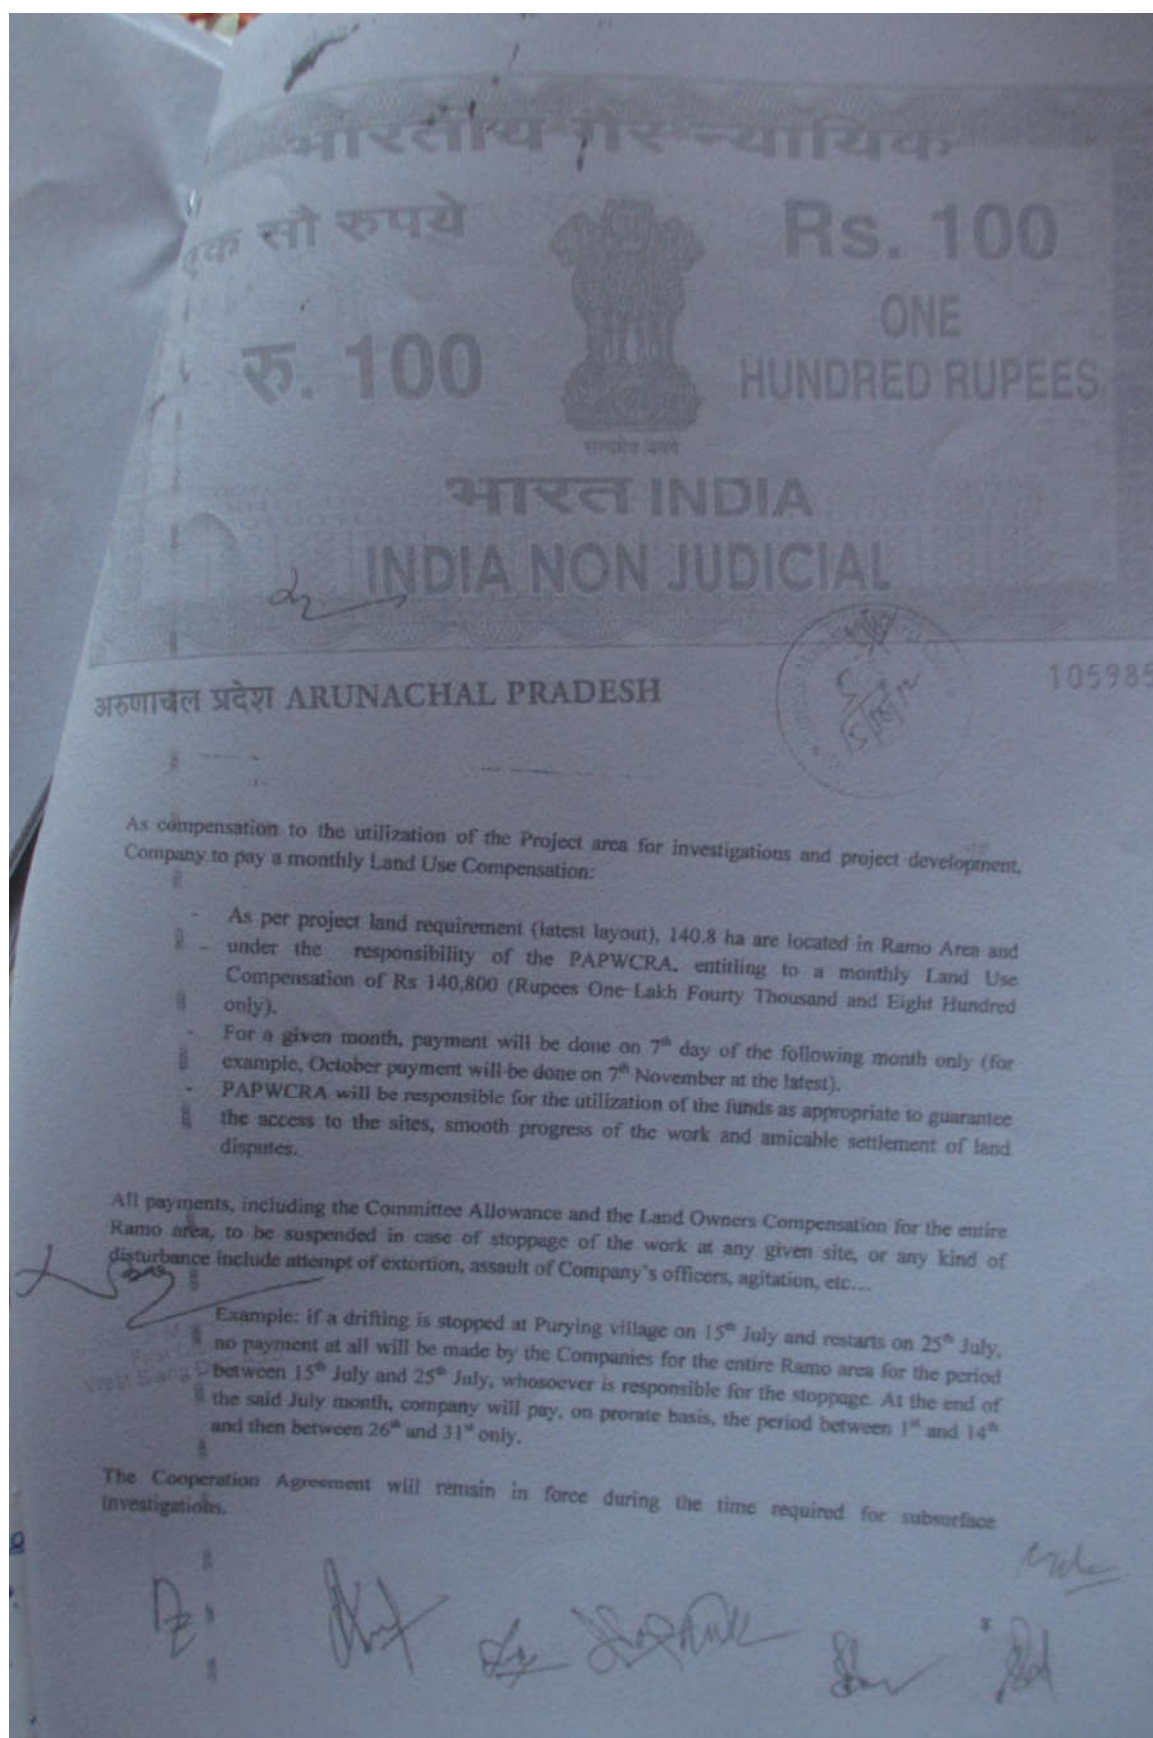 भारतीय गैर न्यायिक
एक सौ रुपये
Rs. 100
रु. 100
ONE
HUNDRED RUPEES
सत्यमेव जयते
भारत INDIA
INDIA NON JUDICIAL
अरुणाचल प्रदेश ARUNACHAL PRADESH
105985
As compensation to the utilization of the Project area for investigations and project development,
Company to pay a monthly Land Use Compensation:
- As per project land requirement (latest layout), 140.8 ha are located in Ramo Area and
under the responsibility of the PAPWCRA, entitling to a monthly Land Use
Compensation of Rs 140,800 (Rupees One Lakh Fourty Thousand and Eight Hundred
only).
- For a given month, payment will be done on 7th day of the following month only (for
example, October payment will be done on 7th November at the latest).
- PAPWCRA will be responsible for the utilization of the funds as appropriate to guarantee
the access to the sites, smooth progress of the work and amicable settlement of land
disputes.
All payments, including the Committee Allowance and the Land Owners Compensation for the entire
Ramo area, to be suspended in case of stoppage of the work at any given site, or any kind of
disturbance include attempt of extortion, assault of Company's officers, agitation, etc…
Example: if a drifting is stopped at Purying village on 15th July and restarts on 25th July,
no payment at all will be made by the Companies for the entire Ramo area for the period
between 15th July and 25th July, whosoever is responsible for the stoppage. At the end of
the said July month, company will pay, on prorate basis, the period between 1st and 14th
and then between 26th and 31st only.
The Cooperation Agreement will remain in force during the time required for subsurface
investigations.